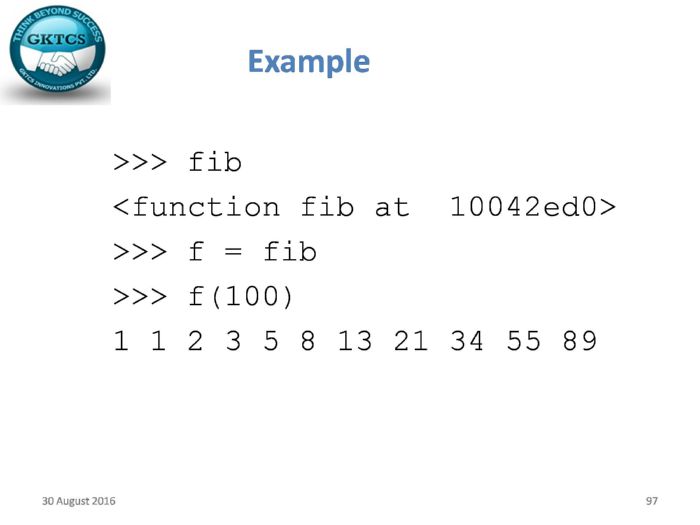 THINK BEYOND SUCCESS
GKTCS
GKTCS INNOVATIONS PVT. LTD.
Example
>>> fib
<function fib at  10042ed0>
>>> f = fib
>>> f(100)
1 1 2 3 5 8 13 21 34 55 89
30 August 2016
97